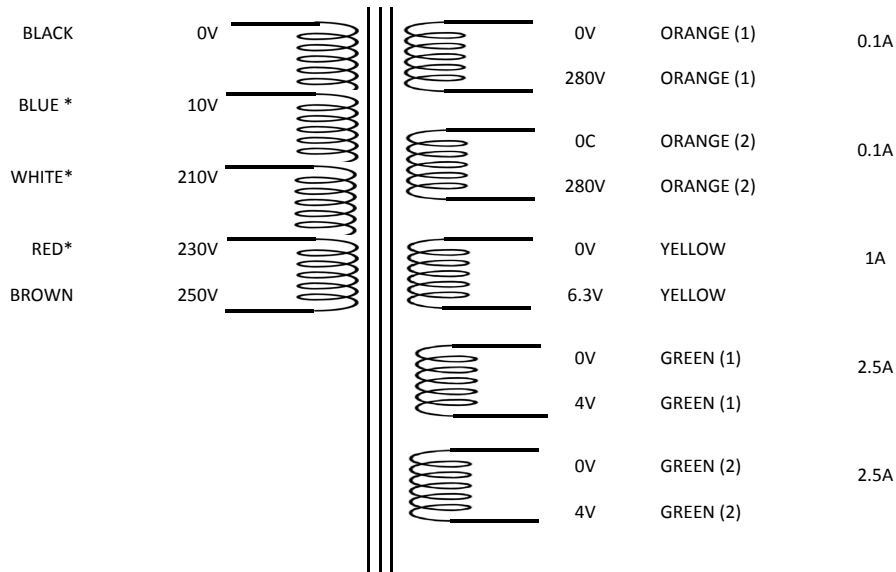 BLACK 0V
BLUE * 10V
WHITE* 210V
RED* 230V
BROWN 250V
0V ORANGE (1) 0.1A
280V ORANGE (1)
0C ORANGE (2) 0.1A
280V ORANGE (2)
0V YELLOW 1A
6.3V YELLOW
0V GREEN (1) 2.5A
4V GREEN (1)
0V GREEN (2) 2.5A
4V GREEN (2)